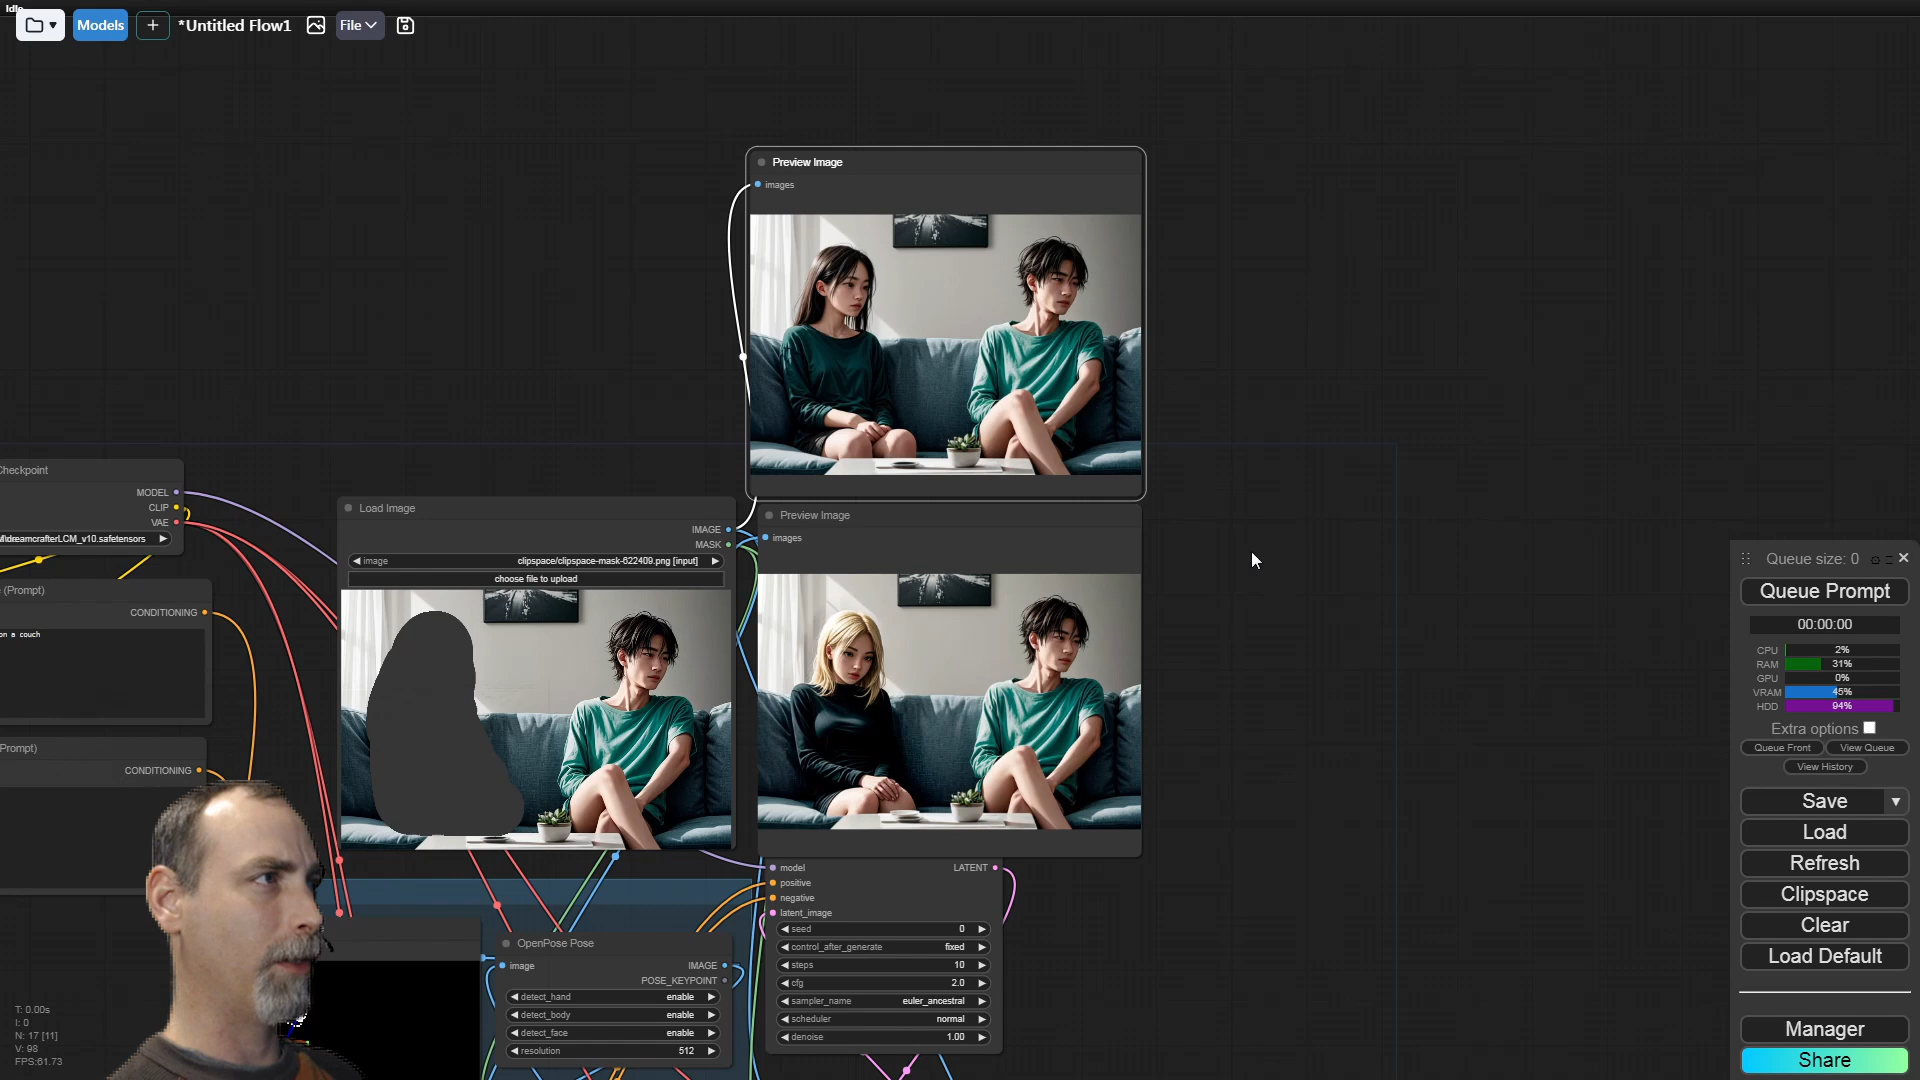 Idle
Models
+
*Untitled Flow1
File
Preview Image
images
Checkpoint
MODEL
CLIP
VAE
dreamcrafterLCM_v10.safetensors
(Prompt)
CONDITIONING
on a couch
Prompt)
CONDITIONING
Load Image
IMAGE
MASK
image clipspace/clipspace-mask-622409.png [input]
choose file to upload
Preview Image
images
model LATENT
positive
negative
latent_image
seed 0
control_after_generate fixed
steps 10
cfg 2.0
sampler_name euler_ancestral
scheduler normal
denoise 1.00
OpenPose Pose
image IMAGE
POSE_KEYPOINT
detect_hand enable
detect_body enable
detect_face enable
resolution 512
T: 0.00s
I: 0
N: 17 [11]
V: 98
FPS:61.73
Queue size: 0
Queue Prompt
00:00:00
CPU 2%
RAM 31%
GPU 0%
VRAM 45%
HDD 94%
Extra options
Queue Front View Queue
View History
Save
Load
Refresh
Clipspace
Clear
Load Default
Manager
Share